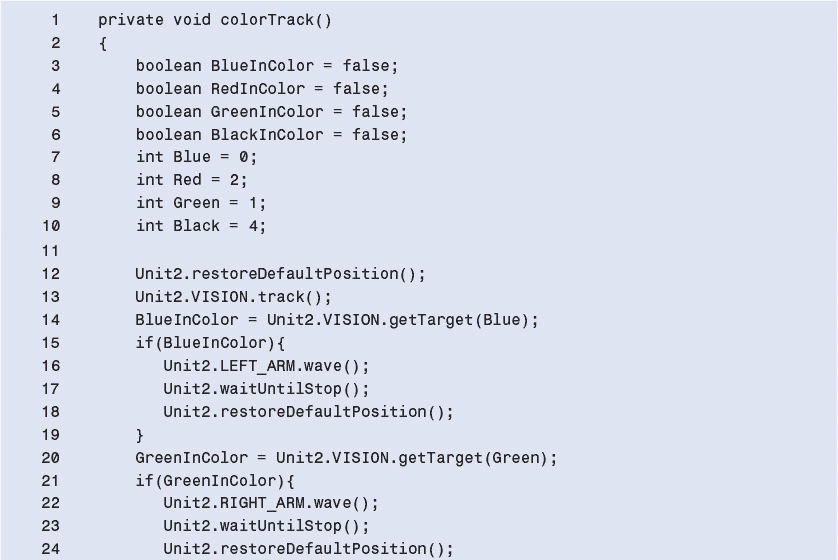 1 private void colorTrack()
2 {
3 boolean BlueInColor = false;
4 boolean RedInColor = false;
5 boolean GreenInColor = false;
6 boolean BlackInColor = false;
7 int Blue = 0;
8 int Red = 2;
9 int Green = 1;
10 int Black = 4;
11
12 Unit2.restoreDefaultPosition();
13 Unit2.VISION.track();
14 BlueInColor = Unit2.VISION.getTarget(Blue);
15 if(BlueInColor){
16 Unit2.LEFT_ARM.wave();
17 Unit2.waitUntilStop();
18 Unit2.restoreDefaultPosition();
19 }
20 GreenInColor = Unit2.VISION.getTarget(Green);
21 if(GreenInColor){
22 Unit2.RIGHT_ARM.wave();
23 Unit2.waitUntilStop();
24 Unit2.restoreDefaultPosition();